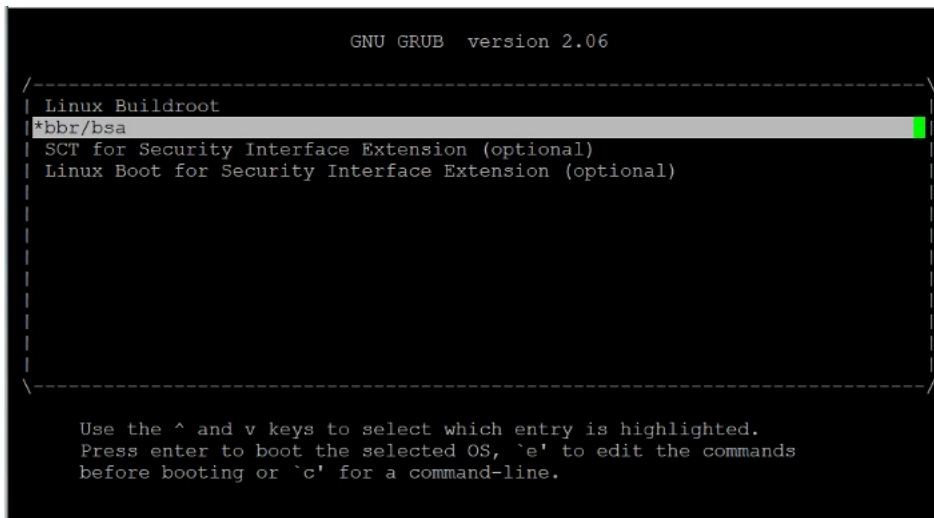 GNU GRUB version 2.06
Linux Buildroot
*bbr/bsa
SCT for Security Interface Extension (optional)
Linux Boot for Security Interface Extension (optional)
Use the ^ and v keys to select which entry is highlighted.
Press enter to boot the selected OS, `e' to edit the commands
before booting or `c' for a command-line.